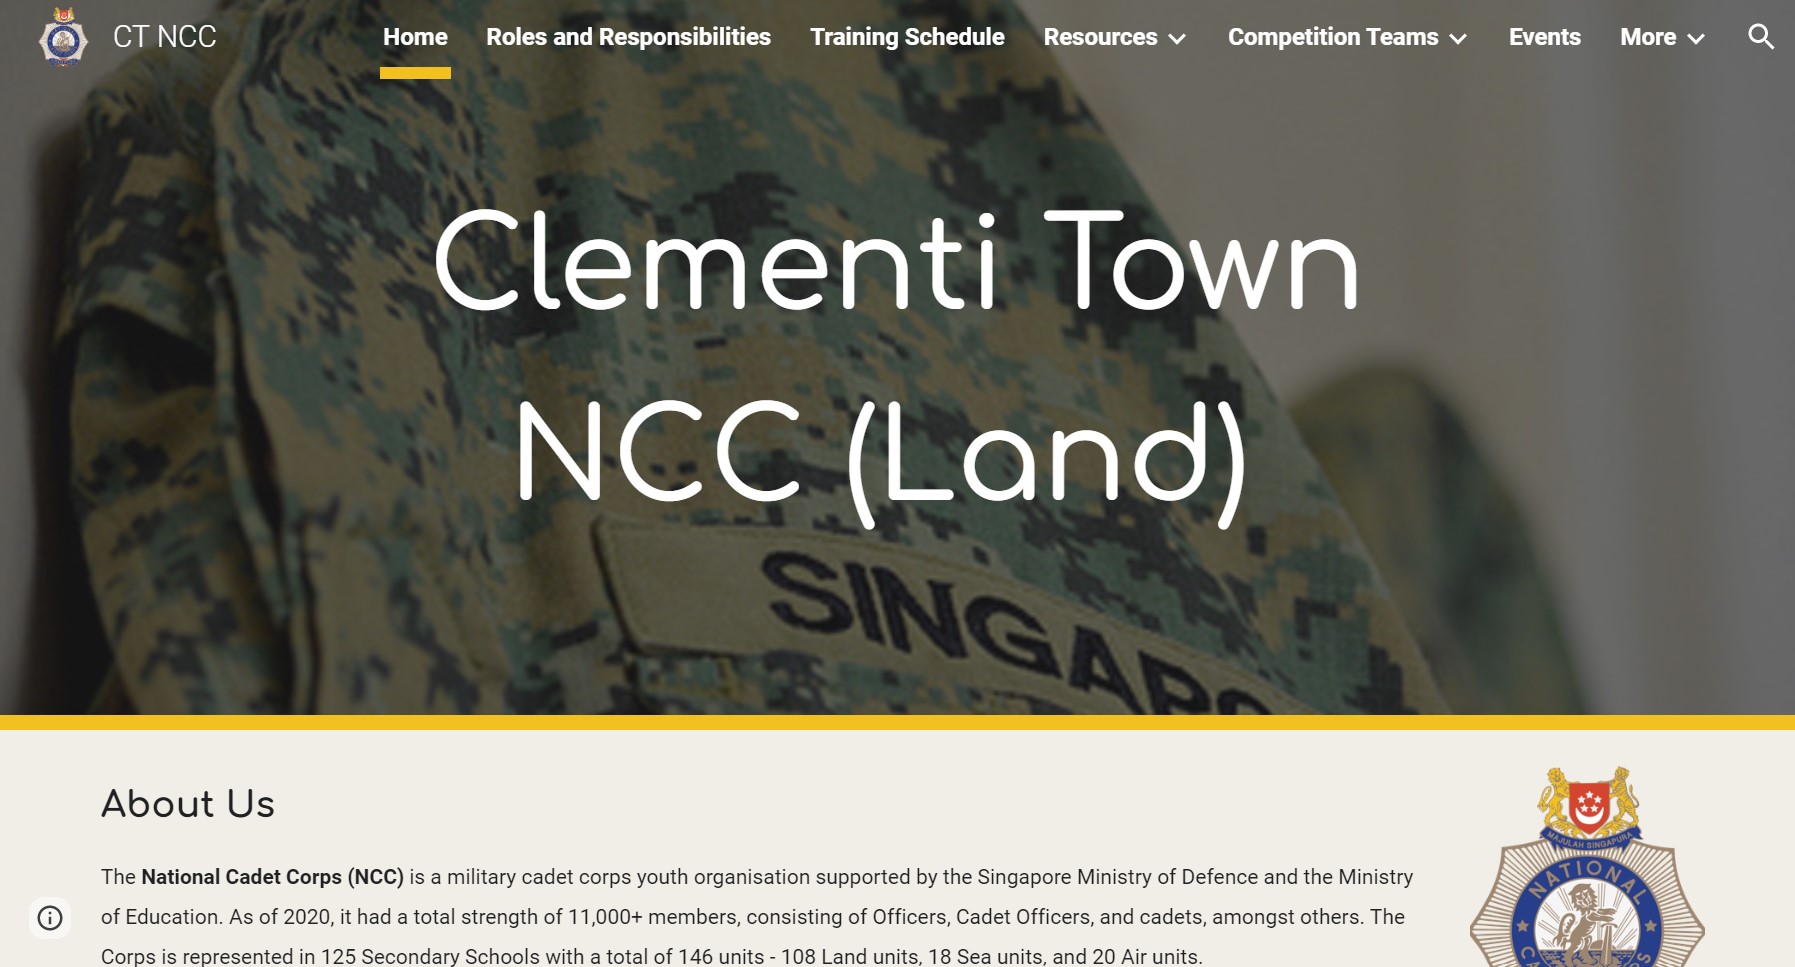 CT NCC
Home Roles and Responsibilities Training Schedule Resources Competition Teams Events More
Clementi Town
NCC (Land)
SINGAPO
About Us
The National Cadet Corps (NCC) is a military cadet corps youth organisation supported by the Singapore Ministry of Defence and the Ministry
of Education. As of 2020, it had a total strength of 11,000+ members, consisting of Officers, Cadet Officers, and cadets, amongst others. The
Corps is represented in 125 Secondary Schools with a total of 146 units - 108 Land units, 18 Sea units, and 20 Air units.
MAJULAH SINGAPURA
NATIONAL